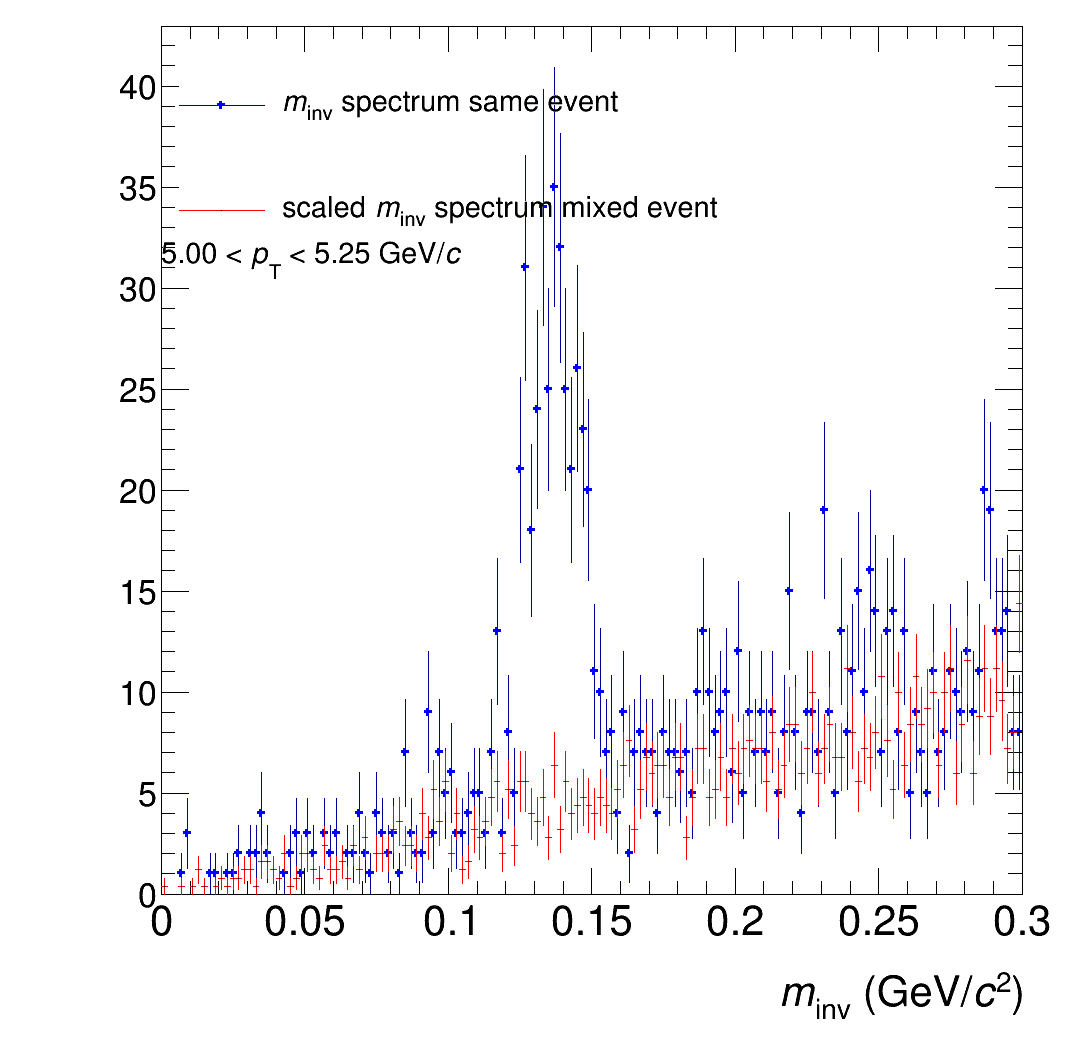 40
m_inv spectrum same event
35
scaled m_inv spectrum mixed event
5.00 < p_T < 5.25 GeV/c
30
25
20
15
10
5
0
0 0.05 0.1 0.15 0.2 0.25 0.3
m_inv (GeV/c²)